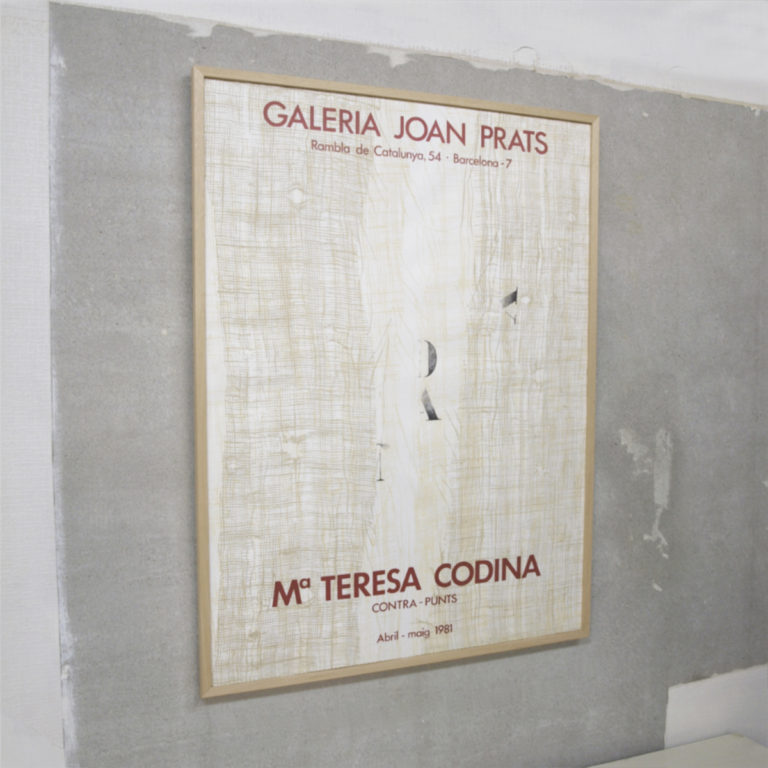 GALERIA JOAN PRATS
Rambla de Catalunya, 54 · Barcelona - 7
Mª TERESA CODINA
CONTRA - PUNTS
Abril - maig 1981